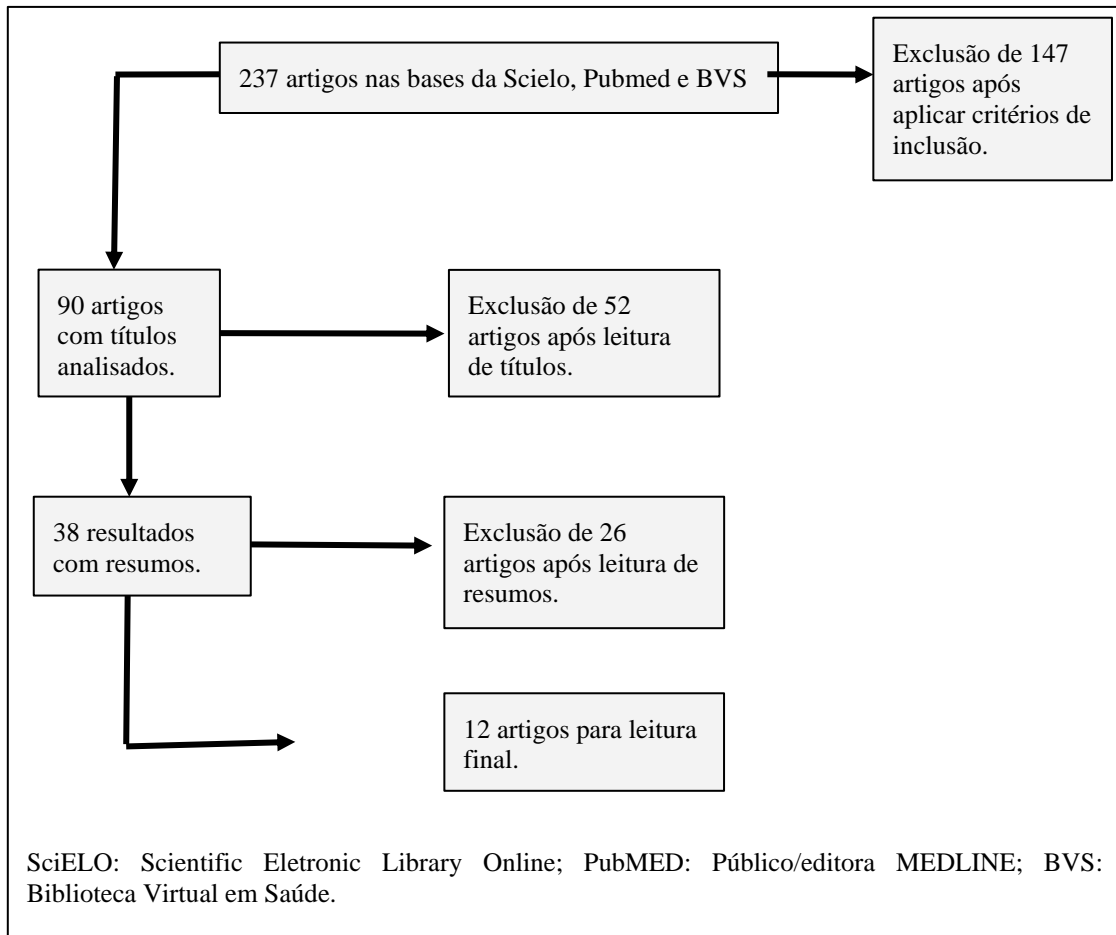 237 artigos nas bases da Scielo, Pubmed e BVS
Exclusão de 147
artigos após
aplicar critérios de
inclusão.
90 artigos
com títulos
analisados.
Exclusão de 52
artigos após leitura
de títulos.
38 resultados
com resumos.
Exclusão de 26
artigos após leitura de
resumos.
12 artigos para leitura
final.
SciELO: Scientific Eletronic Library Online; PubMED: Público/editora MEDLINE; BVS:
Biblioteca Virtual em Saúde.